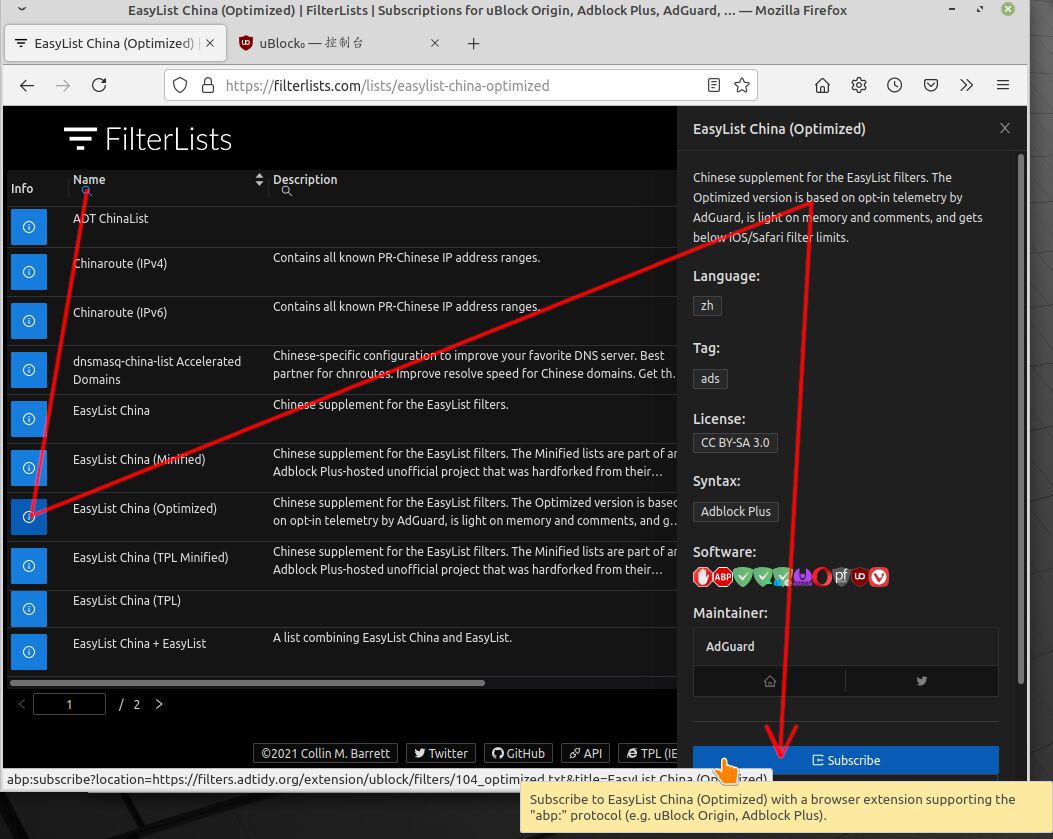 EasyList China (Optimized) | FilterLists | Subscriptions for uBlock Origin, Adblock Plus, AdGuard, ... — Mozilla Firefox
EasyList China (Optimized)
uBlock₀ — 控制台
https://filterlists.com/lists/easylist-china-optimized
FilterLists
Info
Name
Description
ADT ChinaList
Chinaroute (IPv4)
Contains all known PR-Chinese IP address ranges.
Chinaroute (IPv6)
Contains all known PR-Chinese IP address ranges.
dnsmasq-china-list Accelerated
Domains
Chinese-specific configuration to improve your favorite DNS server. Best
partner for chnroutes. Improve resolve speed for Chinese domains. Get th.
EasyList China
Chinese supplement for the EasyList filters.
EasyList China (Minified)
Chinese supplement for the EasyList filters. The Minified lists are part of ar
Adblock Plus-hosted unofficial project that was hardforked from their...
EasyList China (Optimized)
Chinese supplement for the EasyList filters. The Optimized version is based
on opt-in telemetry by AdGuard, is light on memory and comments, and g..
EasyList China (TPL Minified)
Chinese supplement for the EasyList filters. The Minified lists are part of ar
Adblock Plus-hosted unofficial project that was hardforked from their...
EasyList China (TPL)
EasyList China + EasyList
A list combining EasyList China and EasyList.
< 1 / 2 >
©2021 Collin M. Barrett
Twitter
GitHub
API
TPL (IE
EasyList China (Optimized)
Chinese supplement for the EasyList filters. The
Optimized version is based on opt-in telemetry by
AdGuard, is light on memory and comments, and gets
below iOS/Safari filter limits.
Language:
zh
Tag:
ads
License:
CC BY-SA 3.0
Syntax:
Adblock Plus
Software:
ABP
pf
Maintainer:
AdGuard
Subscribe
abp:subscribe?location=https://filters.adtidy.org/extension/ublock/filters/104_optimized.txt&title=EasyList China (Optimized)
Subscribe to EasyList China (Optimized) with a browser extension supporting the
"abp:" protocol (e.g. uBlock Origin, Adblock Plus).